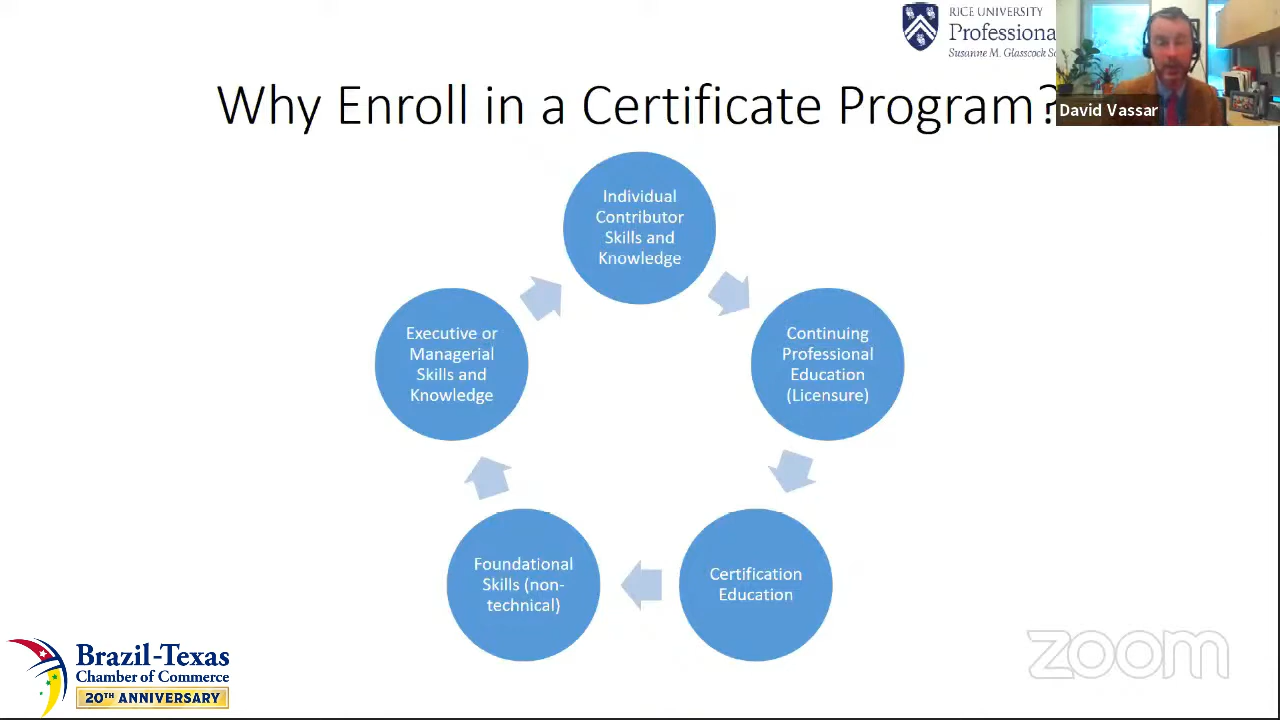 RICE UNIVERSITY
Professiona
Susanne M. Glasscock
David Vassar
Why Enroll in a Certificate Program?
Individual
Contributor
Skills and
Knowledge
Continuing
Professional
Education
(Licensure)
Certification
Education
Foundational
Skills (non-
technical)
Executive or
Managerial
Skills and
Knowledge
Brazil-Texas
Chamber of Commerce
20TH ANNIVERSARY
zoom